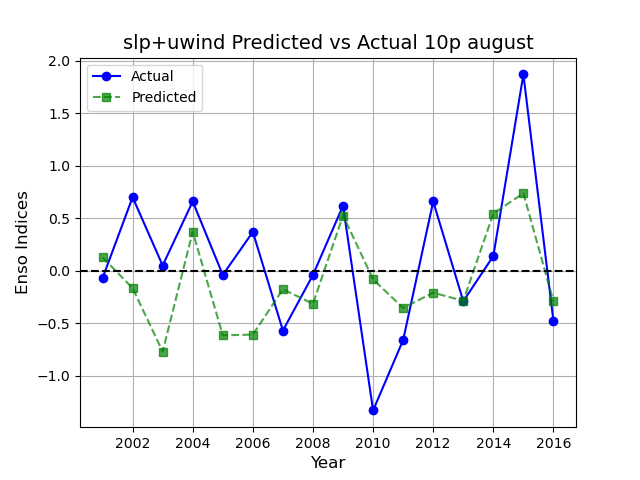 slp+uwind Predicted vs Actual 10p august
Actual
Predicted
Enso Indices
2.0
1.5
1.0
0.5
0.0
−0.5
−1.0
2002 2004 2006 2008 2010 2012 2014 2016
Year